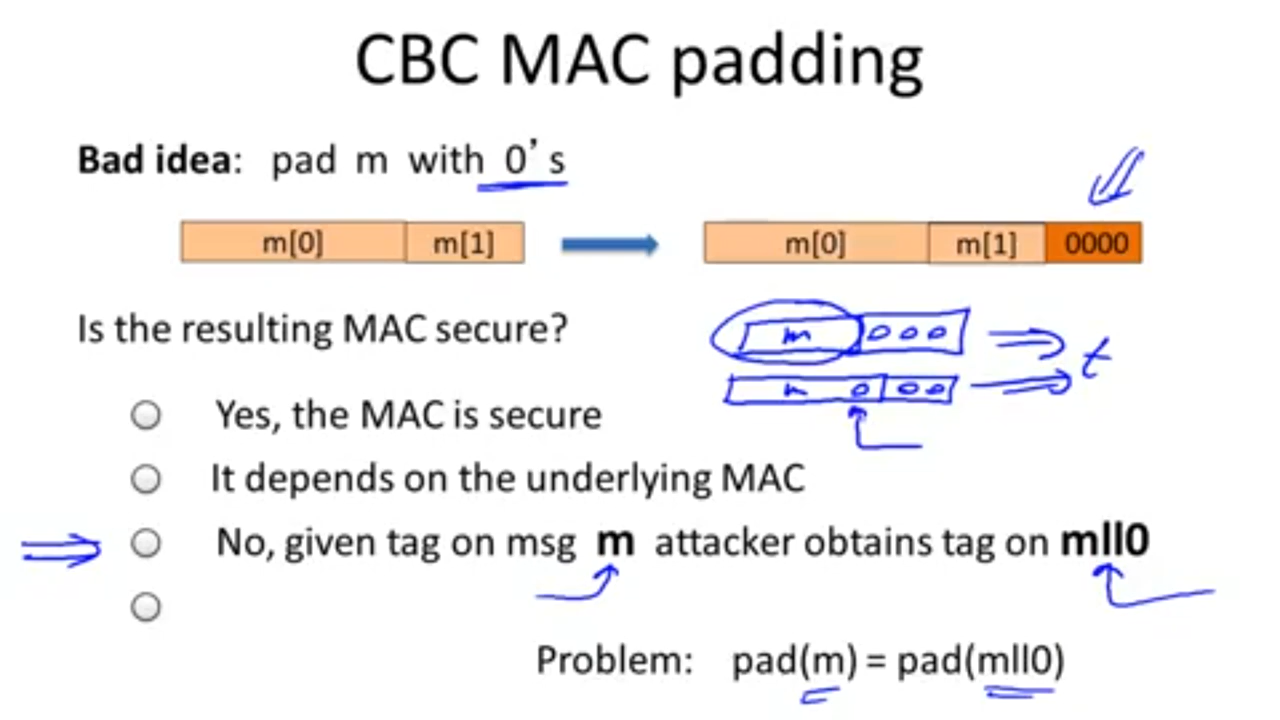 CBC MAC padding
Bad idea: pad m with 0's
m[0] m[1] m[0] m[1] 0000
Is the resulting MAC secure?
m 000 t
m 0 00
Yes, the MAC is secure
It depends on the underlying MAC
No, given tag on msg m attacker obtains tag on mll0
Problem: pad(m) = pad(mll0)